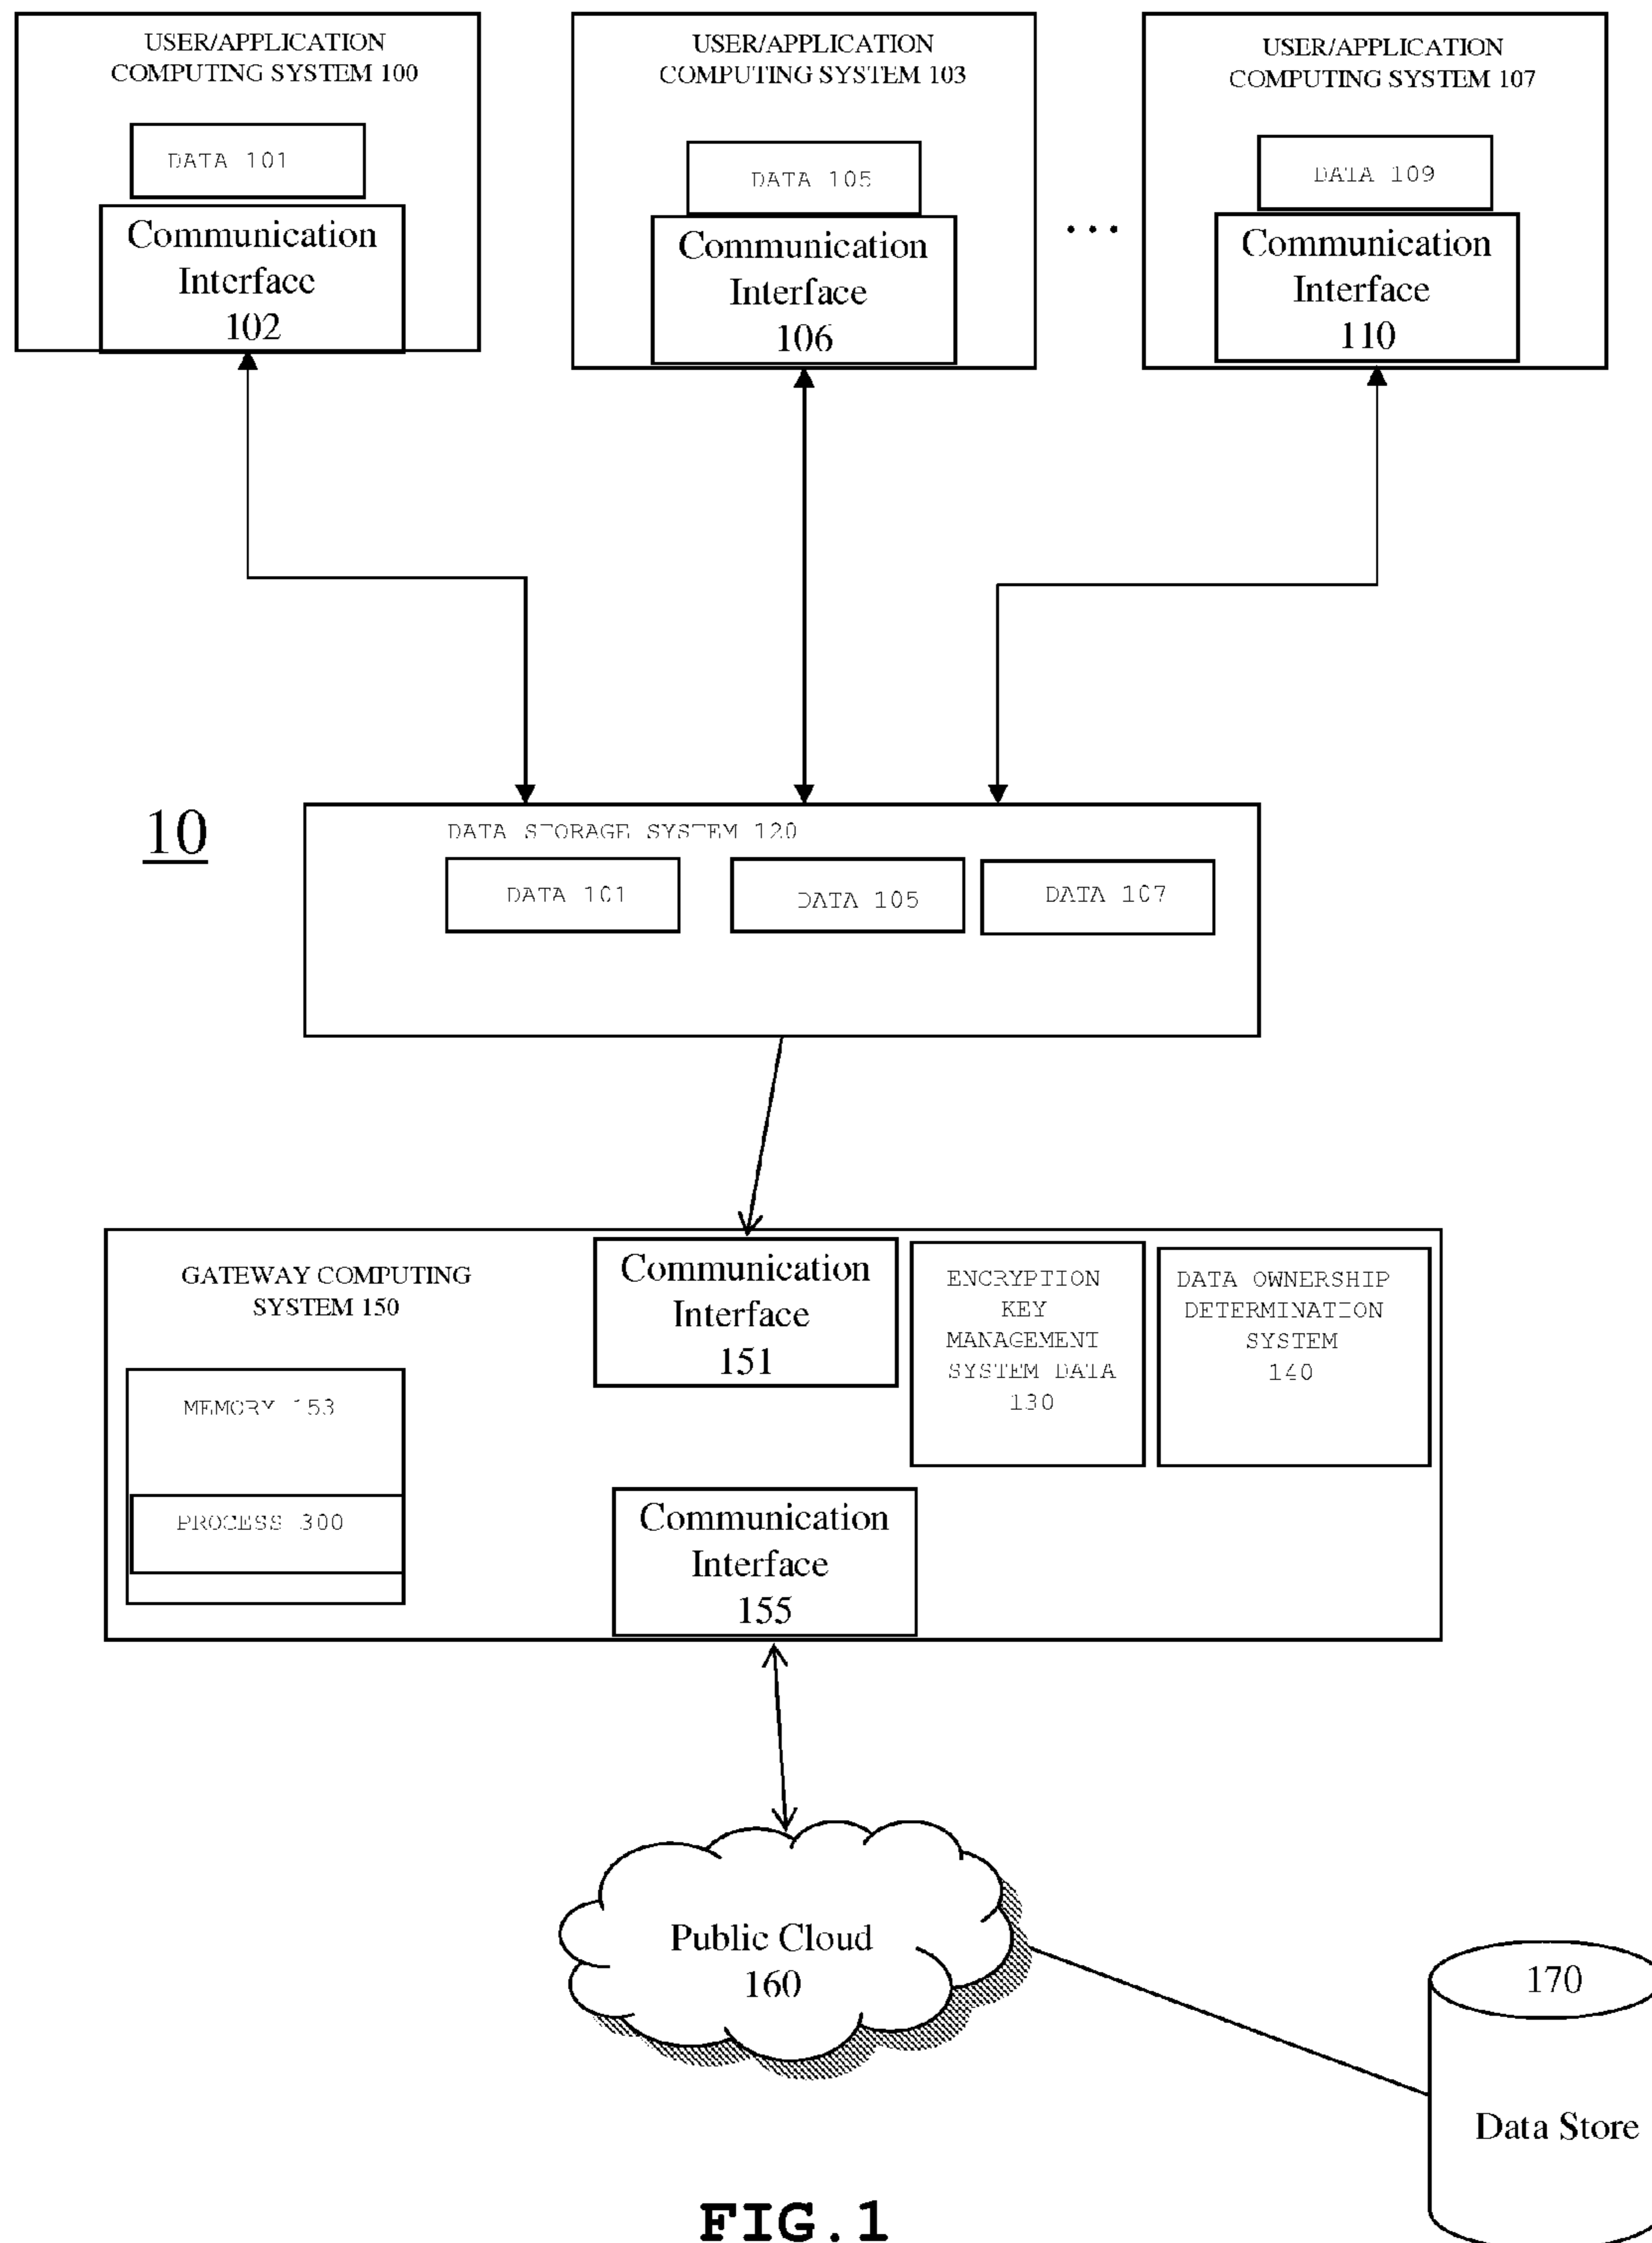 USER/APPLICATION
COMPUTING SYSTEM 100
DATA 101
Communication
Interface
102
USER/APPLICATION
COMPUTING SYSTEM 103
DATA 105
Communication
Interface
106
...
USER/APPLICATION
COMPUTING SYSTEM 107
DATA 109
Communication
Interface
110
10
DATA STORAGE SYSTEM 120
DATA 101
DATA 105
DATA 107
GATEWAY COMPUTING
SYSTEM 150
MEMORY 153
PROCESS 300
Communication
Interface
151
ENCRYPTION
KEY
MANAGEMENT
SYSTEM DATA
130
DATA OWNERSHIP
DETERMINATION
SYSTEM
140
Communication
Interface
155
Public Cloud
160
170
Data Store
FIG.1